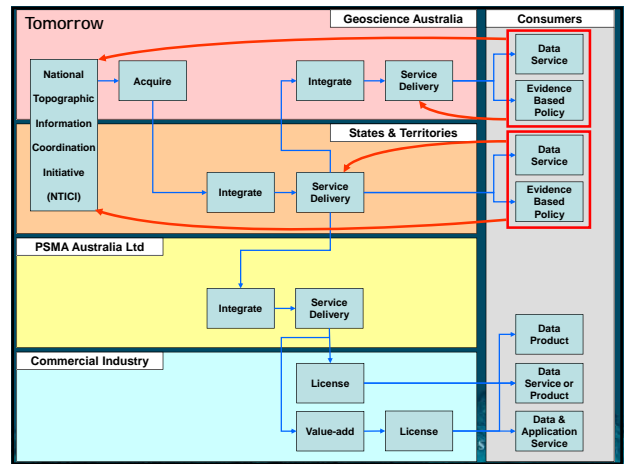 Tomorrow
Geoscience Australia
Consumers
National
Topographic
Information
Coordination
Initiative
(NTICI)
Acquire
Integrate
Service
Delivery
Data
Service
Evidence
Based
Policy
States & Territories
Integrate
Service
Delivery
Data
Service
Evidence
Based
Policy
PSMA Australia Ltd
Integrate
Service
Delivery
Commercial Industry
License
Value-add
License
Data
Product
Data
Service or
Product
Data &
Application
Service